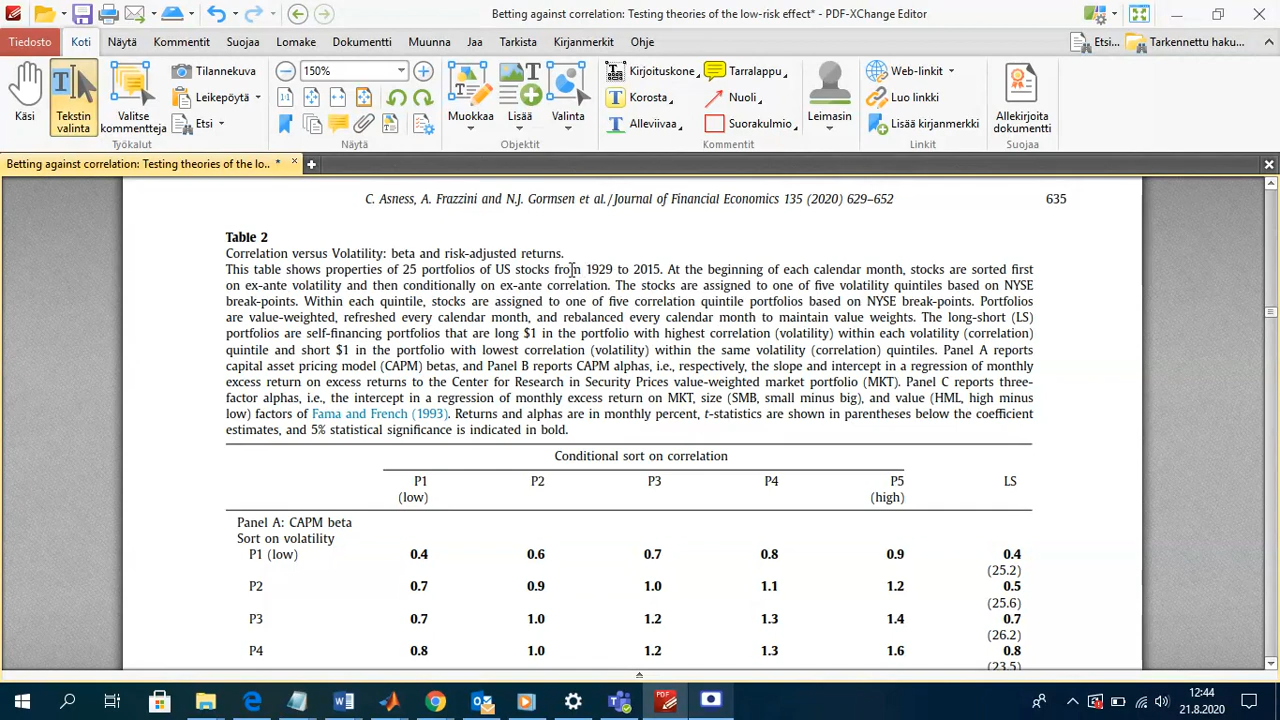 Betting against correlation: Testing theories of the low-risk effect* - PDF-XChange Editor
Tiedosto Koti Näytä Kommentit Suojaa Lomake Dokumentti Muunna Jaa Tarkista Kirjanmerkit Ohje Etsi... Tarkennettu haku...
Käsi
Tekstin valinta
Valitse kommentteja
Tilannekuva
Leikepöytä
Etsi
Työkalut
150%
Näytä
Muokkaa
Lisää
Valinta
Objektit
Kirjoituskone
Korosta
Alleviivaa
Tarralappu
Nuoli
Suorakulmio
Leimasin
Kommentit
Web-linkit
Luo linkki
Lisää kirjanmerkki
Linkit
Allekirjoita dokumentti
Suojaa
Betting against correlation: Testing theories of the lo.. *
C. Asness, A. Frazzini and N.J. Gormsen et al. / Journal of Financial Economics 135 (2020) 629–652 635
Table 2
Correlation versus Volatility: beta and risk-adjusted returns.
This table shows properties of 25 portfolios of US stocks from 1929 to 2015. At the beginning of each calendar month, stocks are sorted first
on ex-ante volatility and then conditionally on ex-ante correlation. The stocks are assigned to one of five volatility quintiles based on NYSE
break-points. Within each quintile, stocks are assigned to one of five correlation quintile portfolios based on NYSE break-points. Portfolios
are value-weighted, refreshed every calendar month, and rebalanced every calendar month to maintain value weights. The long-short (LS)
portfolios are self-financing portfolios that are long $1 in the portfolio with highest correlation (volatility) within each volatility (correlation)
quintile and short $1 in the portfolio with lowest correlation (volatility) within the same volatility (correlation) quintiles. Panel A reports
capital asset pricing model (CAPM) betas, and Panel B reports CAPM alphas, i.e., respectively, the slope and intercept in a regression of monthly
excess return on excess returns to the Center for Research in Security Prices value-weighted market portfolio (MKT). Panel C reports three-
factor alphas, i.e., the intercept in a regression of monthly excess return on MKT, size (SMB, small minus big), and value (HML, high minus
low) factors of Fama and French (1993). Returns and alphas are in monthly percent, t-statistics are shown in parentheses below the coefficient
estimates, and 5% statistical significance is indicated in bold.
Conditional sort on correlation
P1 P2 P3 P4 P5 LS
(low) (high)
Panel A: CAPM beta
Sort on volatility
P1 (low) 0.4 0.6 0.7 0.8 0.9 0.4
(25.2)
P2 0.7 0.9 1.0 1.1 1.2 0.5
(25.6)
P3 0.7 1.0 1.2 1.3 1.4 0.7
(26.2)
P4 0.8 1.0 1.2 1.3 1.6 0.8
(23.5)
12:44
21.8.2020